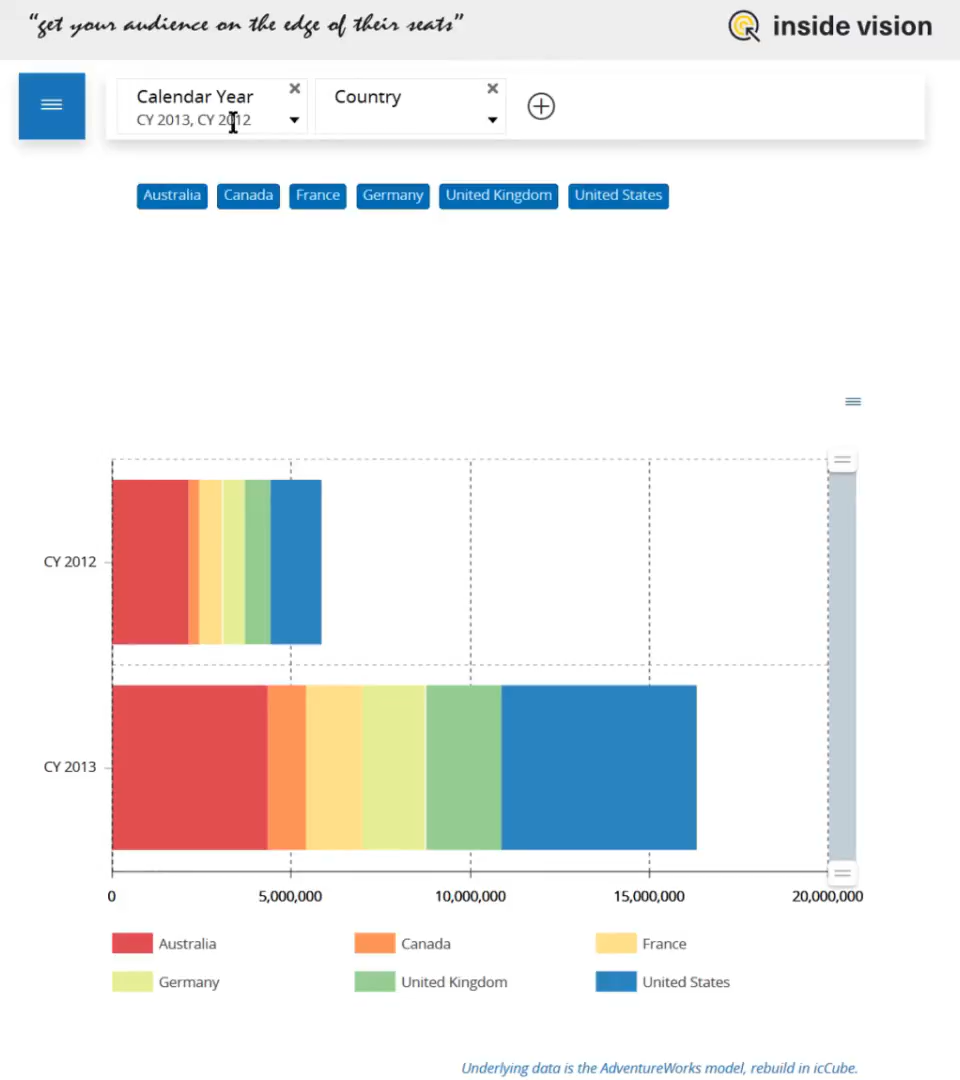 “get your audience on the edge of their seats”
inside vision
Calendar Year
CY 2013, CY 2012
Country
Australia Canada France Germany United Kingdom United States
CY 2012
CY 2013
0 5,000,000 10,000,000 15,000,000 20,000,000
Australia Canada France
Germany United Kingdom United States
Underlying data is the AdventureWorks model, rebuild in icCube.